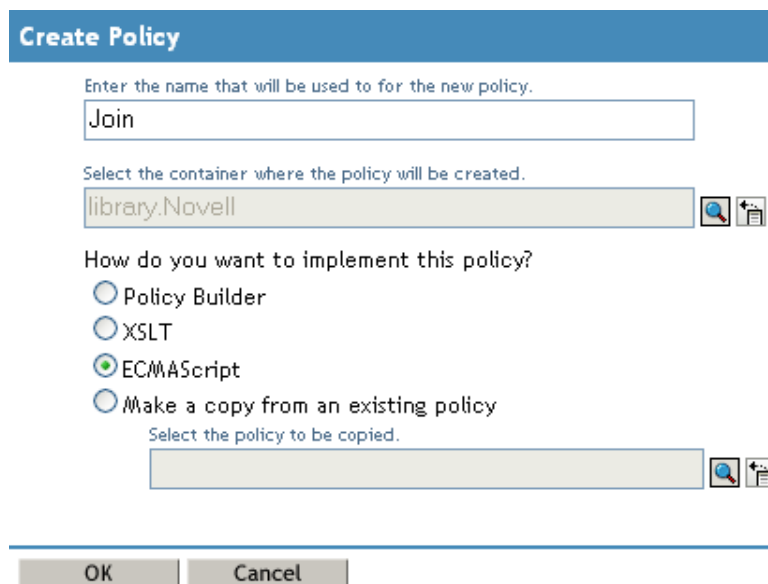 Create Policy
Enter the name that will be used to for the new policy.
Join
Select the container where the policy will be created.
library.Novell
How do you want to implement this policy?
Policy Builder
XSLT
ECMAScript
Make a copy from an existing policy
Select the policy to be copied.
OK Cancel